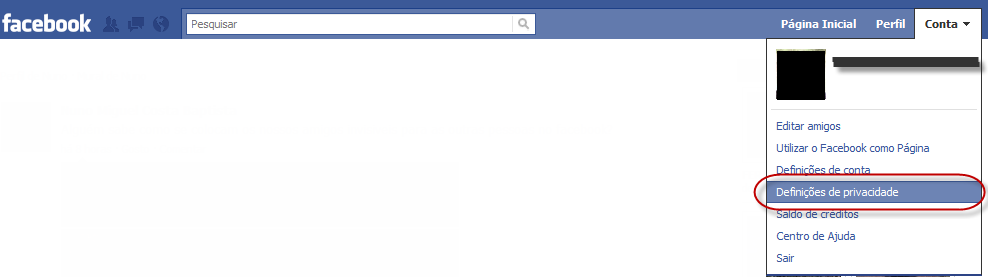 facebook
Pesquisar
Página Inicial Perfil Conta
Editar amigos
Utilizar o Facebook como Página
Definições de conta
Definições de privacidade
Saldo de créditos
Centro de Ajuda
Sair